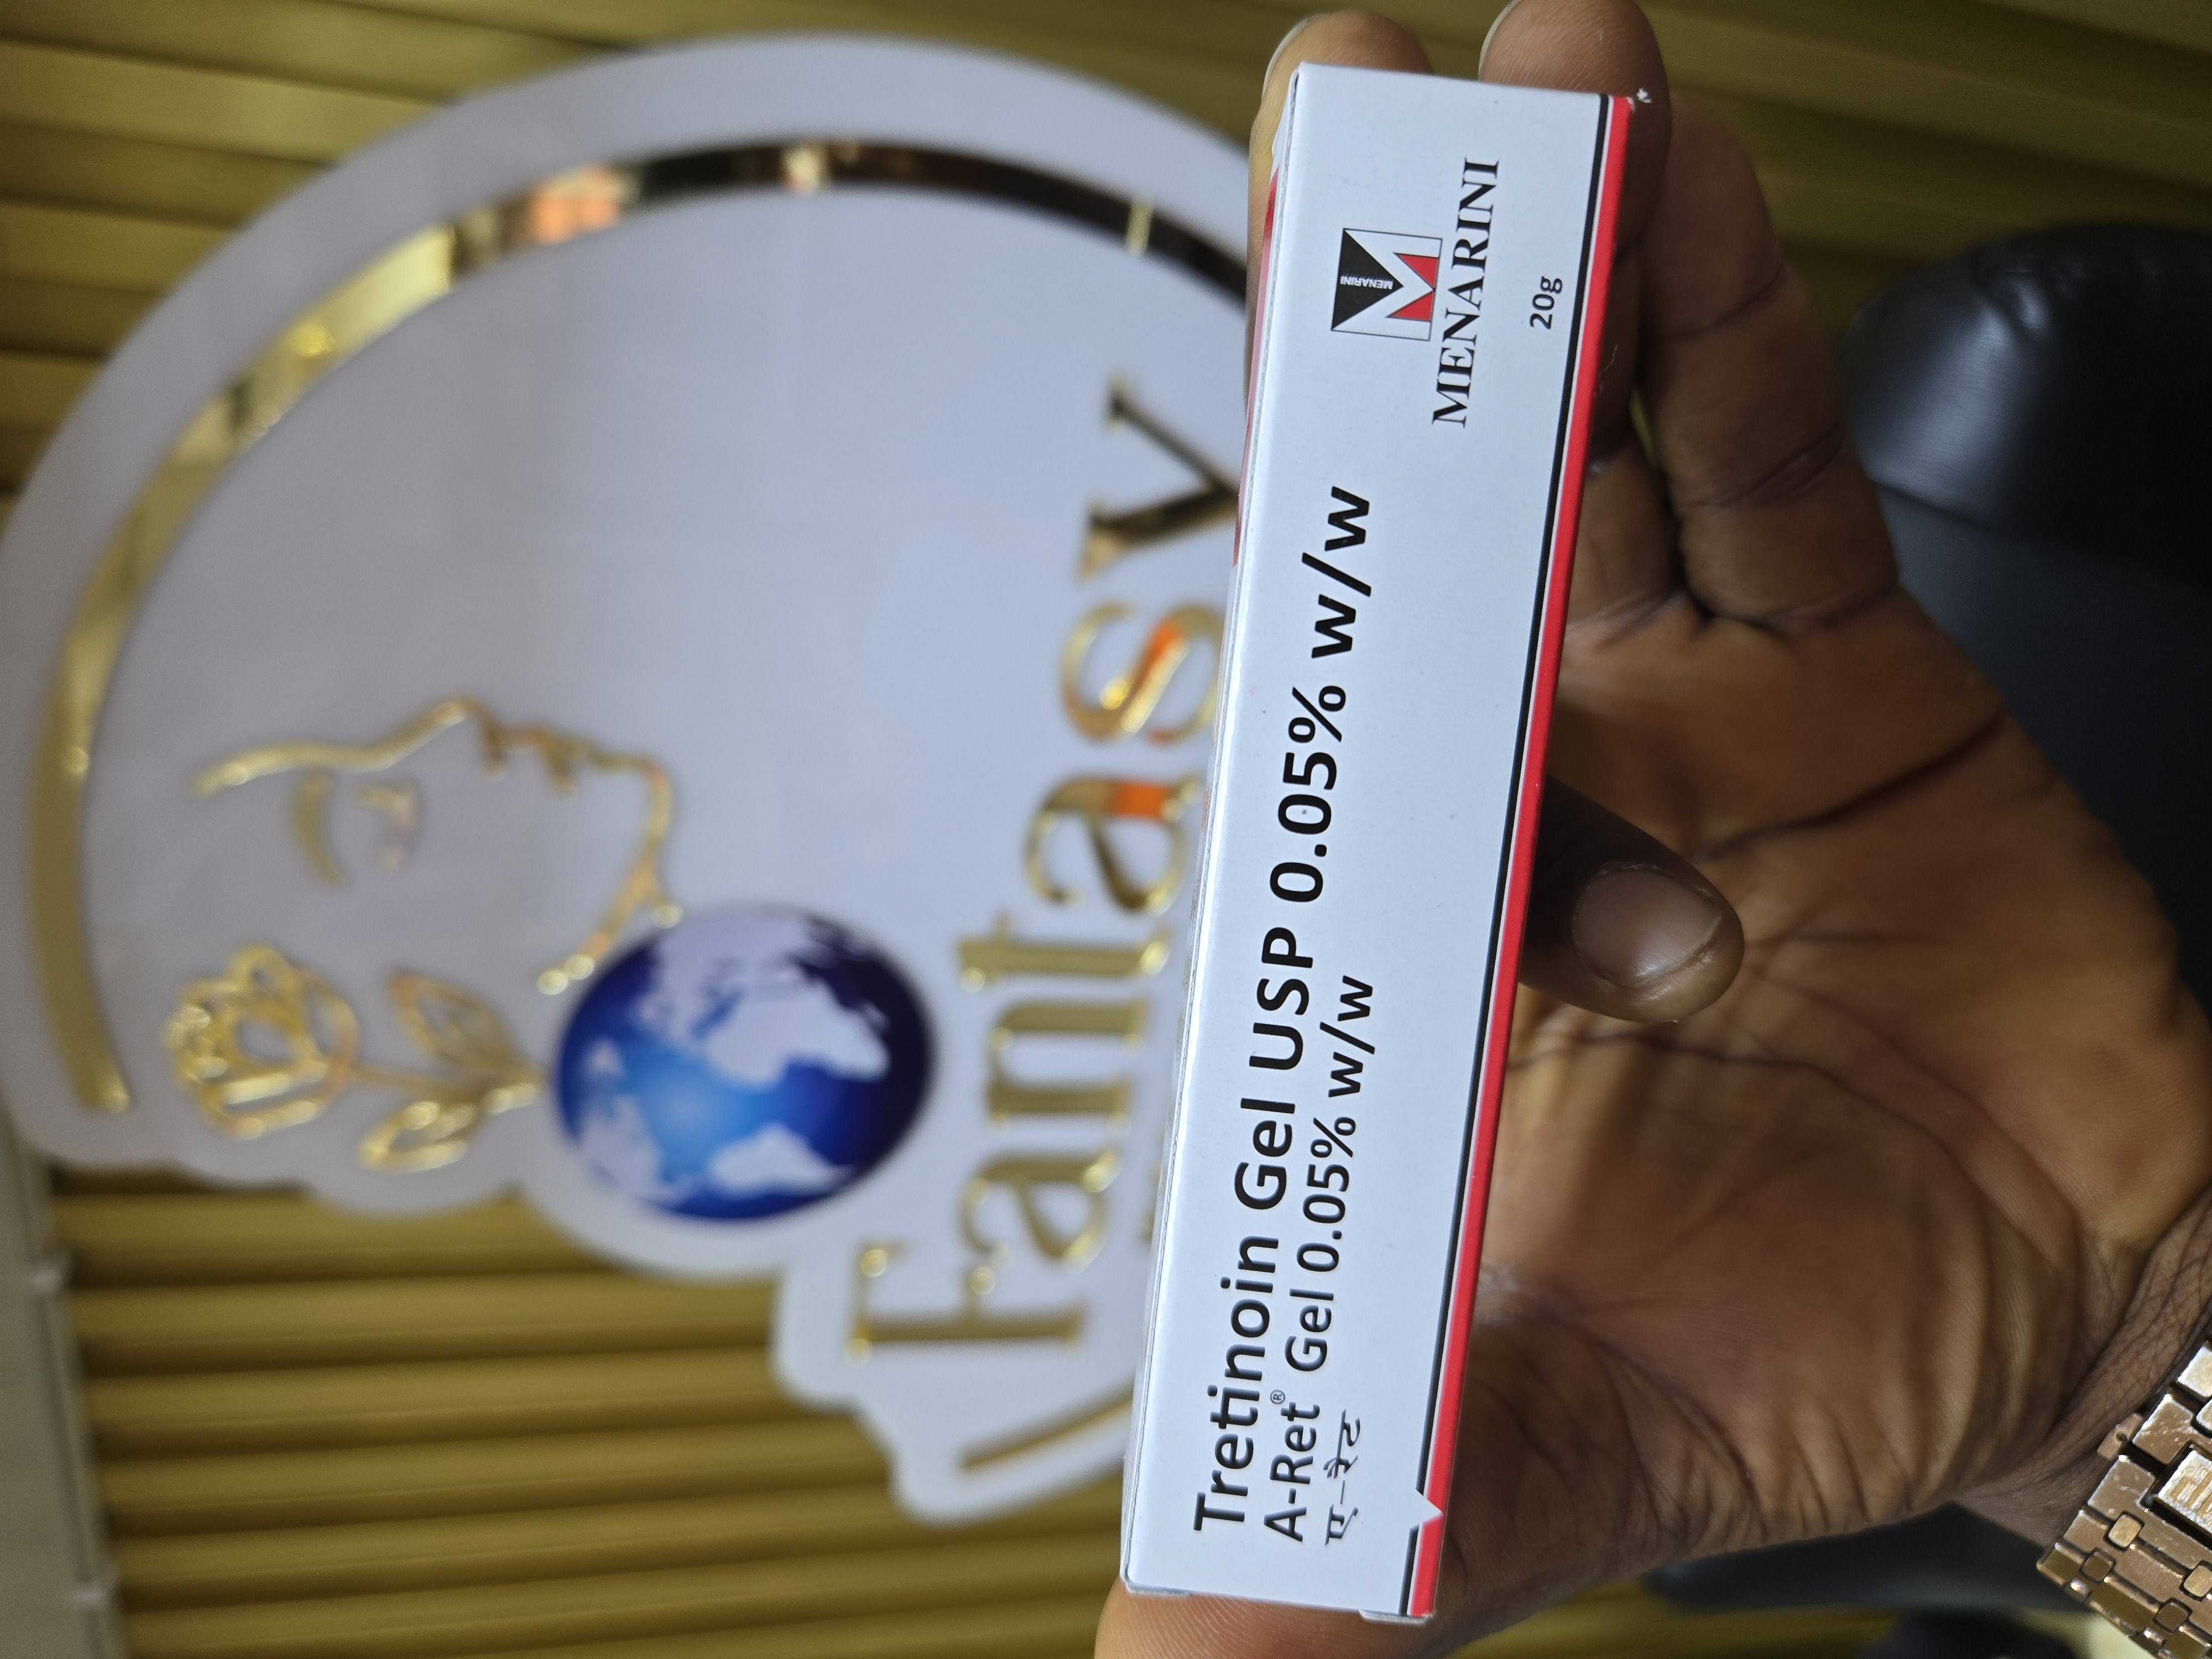 Fantasy
Tretinoin Gel USP 0.05% w/w
A-Ret® Gel 0.05% w/w
ए-रेट
MENARINI
MENARINI
20g